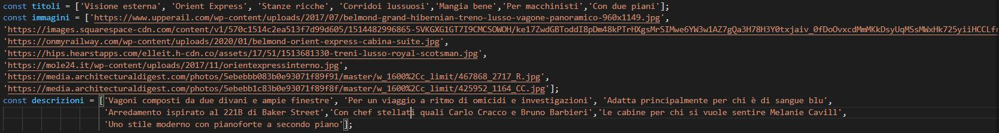 const titoli = ['Visione esterna', 'Orient Express', 'Stanze ricche', 'Corridoi lussuosi','Mangia bene','Per macchinisti','Con due piani'];
const immagini = ['https://www.upperail.com/wp-content/uploads/2017/07/belmond-grand-hibernian-treno-lusso-vagone-panoramico-960x1149.jpg',
'https://images.squarespace-cdn.com/content/v1/570c1514c2ea513f7d99d605/1514482996865-5VKGXG1GT7I9CMCSOWOH/ke17ZwdGBToddI8pDm48kPTrHXgsMrSIMwe6YW3w1AZ7gQa3H78H3Y0txjaiv_0fDoOvxcdMmMKkDsyUqMSsMWxHk725yiiHCCLfr
'https://onmyrailway.com/wp-content/uploads/2020/01/belmond-orient-express-cabina-suite.jpg',
'https://hips.hearstapps.com/elleit.h-cdn.co/assets/17/51/1513681330-treni-lusso-royal-scotsman.jpg',
'https://mole24.it/wp-content/uploads/2017/11/orientexpressinterno.jpg',
'https://media.architecturaldigest.com/photos/5ebebbb083b0e93071f89f91/master/w_1600%2Cc_limit/467868_2717_R.jpg',
'https://media.architecturaldigest.com/photos/5ebebb1c83b0e93071f89f8f/master/w_1600%2Cc_limit/425952_1164_CC.jpg'];
const descrizioni = ['Vagoni composti da due divani e ampie finestre', 'Per un viaggio a ritmo di omicidi e investigazioni', 'Adatta principalmente per chi è di sangue blu',
'Arredamento ispirato al 221B di Baker Street','Con chef stellati quali Carlo Cracco e Bruno Barbieri','Le cabine per chi si vuole sentire Melanie Cavill',
'Uno stile moderno con pianoforte a secondo piano'];